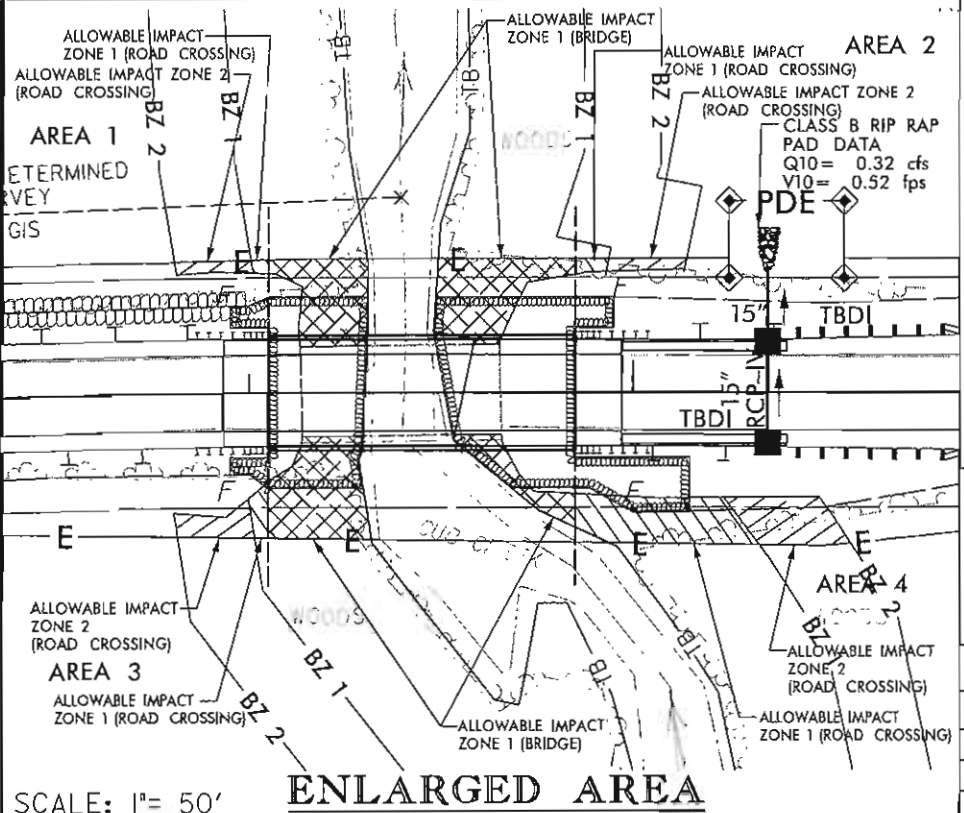 ALLOWABLE IMPACT
ZONE 1 (ROAD CROSSING)
ALLOWABLE IMPACT ZONE 2
(ROAD CROSSING)
AREA 1
ETERMINED
RVEY
GIS
BZ 2
BZ 1
TB
ALLOWABLE IMPACT
ZONE 1 (BRIDGE)
TB
WOODS
BZ 1
BZ 2
ALLOWABLE IMPACT
ZONE 1 (ROAD CROSSING)
AREA 2
ALLOWABLE IMPACT ZONE 2
(ROAD CROSSING)
CLASS B RIP RAP
PAD DATA
Q10= 0.32 cfs
V10= 0.52 fps
PDE
E
E
F
F
15"
TBDI
15"
RCP-IV
TBDI
F
F
E
E
E
E
ALLOWABLE IMPACT
ZONE 2
(ROAD CROSSING)
AREA 3
ALLOWABLE IMPACT
ZONE 1 (ROAD CROSSING)
BZ 2
BZ 1
WOODS
ALLOWABLE IMPACT
ZONE 1 (BRIDGE)
TB
TB
AREA 4
BZ 2
BZ 1
ALLOWABLE IMPACT
ZONE 2
(ROAD CROSSING)
ALLOWABLE IMPACT
ZONE 1 (ROAD CROSSING)
SCALE: 1"= 50'
ENLARGED AREA